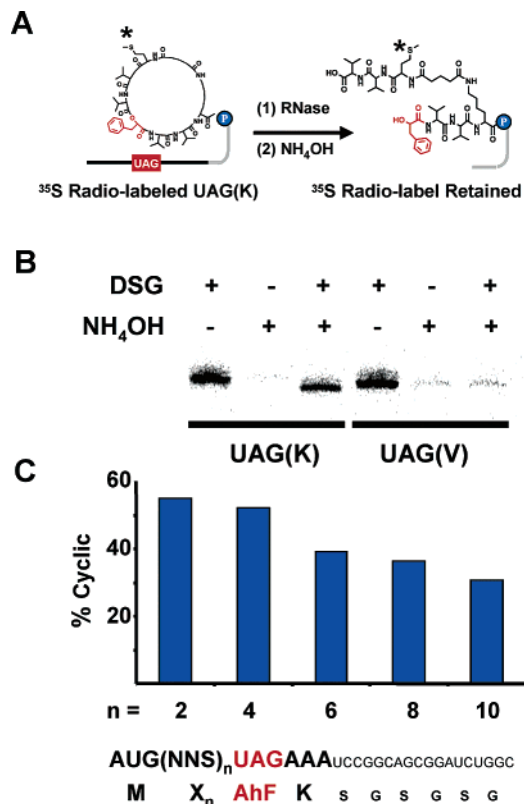 A
*
*
P
P
UAG
(1) RNase
(2) NH₄OH
³⁵S Radio-labeled UAG(K)
³⁵S Radio-label Retained
B
DSG + - + + - +
NH₄OH - + + - + +
UAG(K) UAG(V)
C
% Cyclic
60
40
20
n = 2 4 6 8 10
AUG(NNS)ₙUAGAAAUCCGGCAGCGGAUCUGGC
M Xₙ AhF K S G S G S G